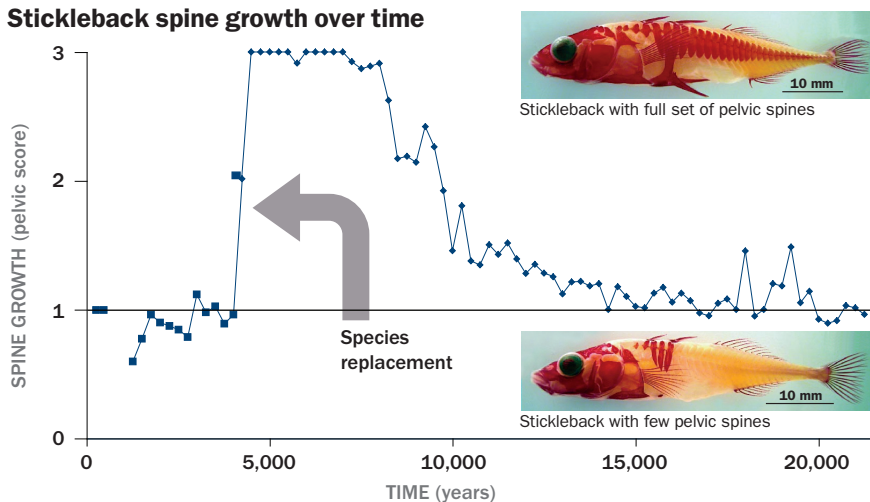 Stickleback spine growth over time
3
2
1
0
SPINE GROWTH (pelvic score)
10 mm
Stickleback with full set of pelvic spines
Species
replacement
10 mm
Stickleback with few pelvic spines
0
5,000
10,000
15,000
20,000
TIME (years)